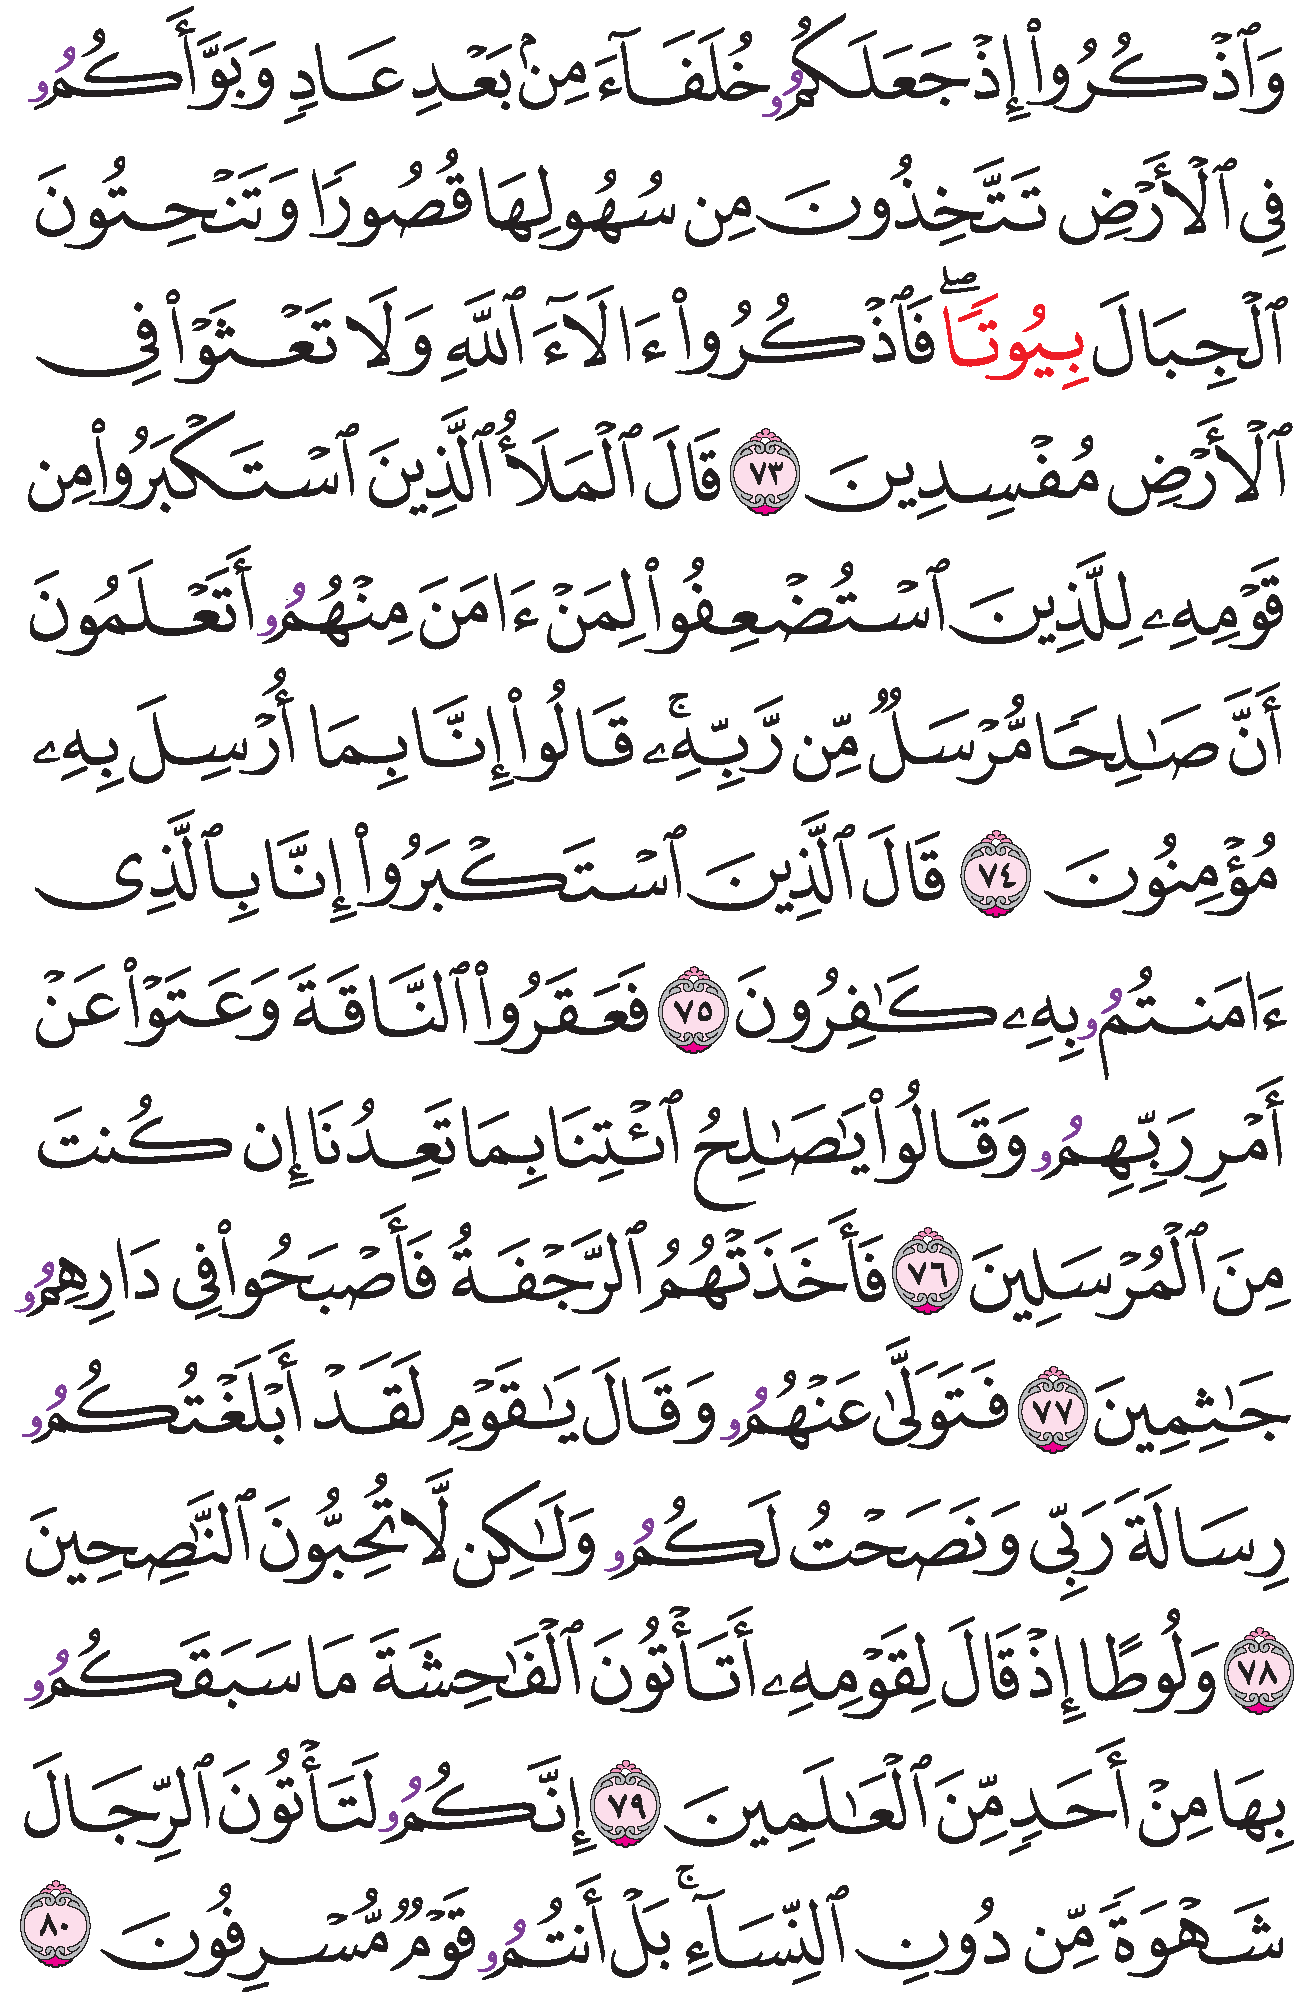 وَٱذۡكُرُوٓاْ إِذۡ جَعَلَكُمُۥ خُلَفَآءَ مِنۢ بَعۡدِ عَادٖ وَبَوَّأَكُمُۥ
فِي ٱلۡأَرۡضِ تَتَّخِذُونَ مِن سُهُولِهَا قُصُورٗا وَتَنۡحِتُونَ
ٱلۡجِبَالَ بِيُوتٗاۖ فَٱذۡكُرُوٓاْ ءَالَآءَ ٱللَّهِ وَلَا تَعۡثَوۡاْ فِي
ٱلۡأَرۡضِ مُفۡسِدِينَ ٧٣ قَالَ ٱلۡمَلَأُ ٱلَّذِينَ ٱسۡتَكۡبَرُواْ مِن
قَوۡمِهِۦ لِلَّذِينَ ٱسۡتُضۡعِفُواْ لِمَنۡ ءَامَنَ مِنۡهُمُۥ أَتَعۡلَمُونَ
أَنَّ صَٰلِحٗا مُّرۡسَلٞ مِّن رَّبِّهِۦۚ قَالُوٓاْ إِنَّا بِمَآ أُرۡسِلَ بِهِۦ
مُؤۡمِنُونَ ٧٤ قَالَ ٱلَّذِينَ ٱسۡتَكۡبَرُوٓاْ إِنَّا بِٱلَّذِيٓ
ءَامَنتُمُۥ بِهِۦ كَٰفِرُونَ ٧٥ فَعَقَرُواْ ٱلنَّاقَةَ وَعَتَوۡاْ عَنۡ
أَمۡرِ رَبِّهِمُۥ وَقَالُواْ يَٰصَٰلِحُ ٱئۡتِنَا بِمَا تَعِدُنَآ إِن كُنتَ
مِنَ ٱلۡمُرۡسَلِينَ ٧٦ فَأَخَذَتۡهُمُ ٱلرَّجۡفَةُ فَأَصۡبَحُواْ فِي دَارِهِمُۥ
جَٰثِمِينَ ٧٧ فَتَوَلَّىٰ عَنۡهُمُۥ وَقَالَ يَٰقَوۡمِ لَقَدۡ أَبۡلَغۡتُكُمُۥ
رِسَالَةَ رَبِّي وَنَصَحۡتُ لَكُمُۥ وَلَٰكِن لَّا تُحِبُّونَ ٱلنَّٰصِحِينَ
٧٨ وَلُوطًا إِذۡ قَالَ لِقَوۡمِهِۦٓ أَتَأۡتُونَ ٱلۡفَٰحِشَةَ مَا سَبَقَكُمُۥ
بِهَا مِنۡ أَحَدٖ مِّنَ ٱلۡعَٰلَمِينَ ٧٩ إِنَّكُمُۥ لَتَأۡتُونَ ٱلرِّجَالَ
شَهۡوَةٗ مِّن دُونِ ٱلنِّسَآءِۚ بَلۡ أَنتُمُۥ قَوۡمٞ مُّسۡرِفُونَ ٨٠